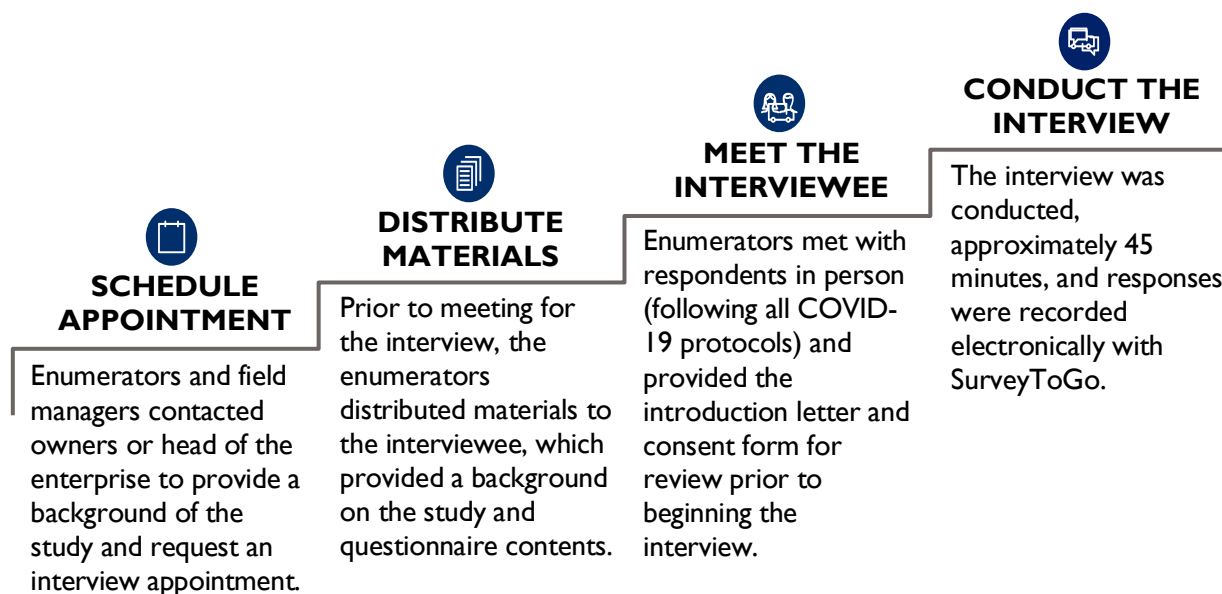 SCHEDULE
APPOINTMENT
Enumerators and field
managers contacted
owners or head of the
enterprise to provide a
background of the
study and request an
interview appointment.
DISTRIBUTE
MATERIALS
Prior to meeting for
the interview, the
enumerators
distributed materials to
the interviewee, which
provided a background
on the study and
questionnaire contents.
MEET THE
INTERVIEWEE
Enumerators met with
respondents in person
(following all COVID-
19 protocols) and
provided the
introduction letter and
consent form for
review prior to
beginning the
interview.
CONDUCT THE
INTERVIEW
The interview was
conducted,
approximately 45
minutes, and responses
were recorded
electronically with
SurveyToGo.